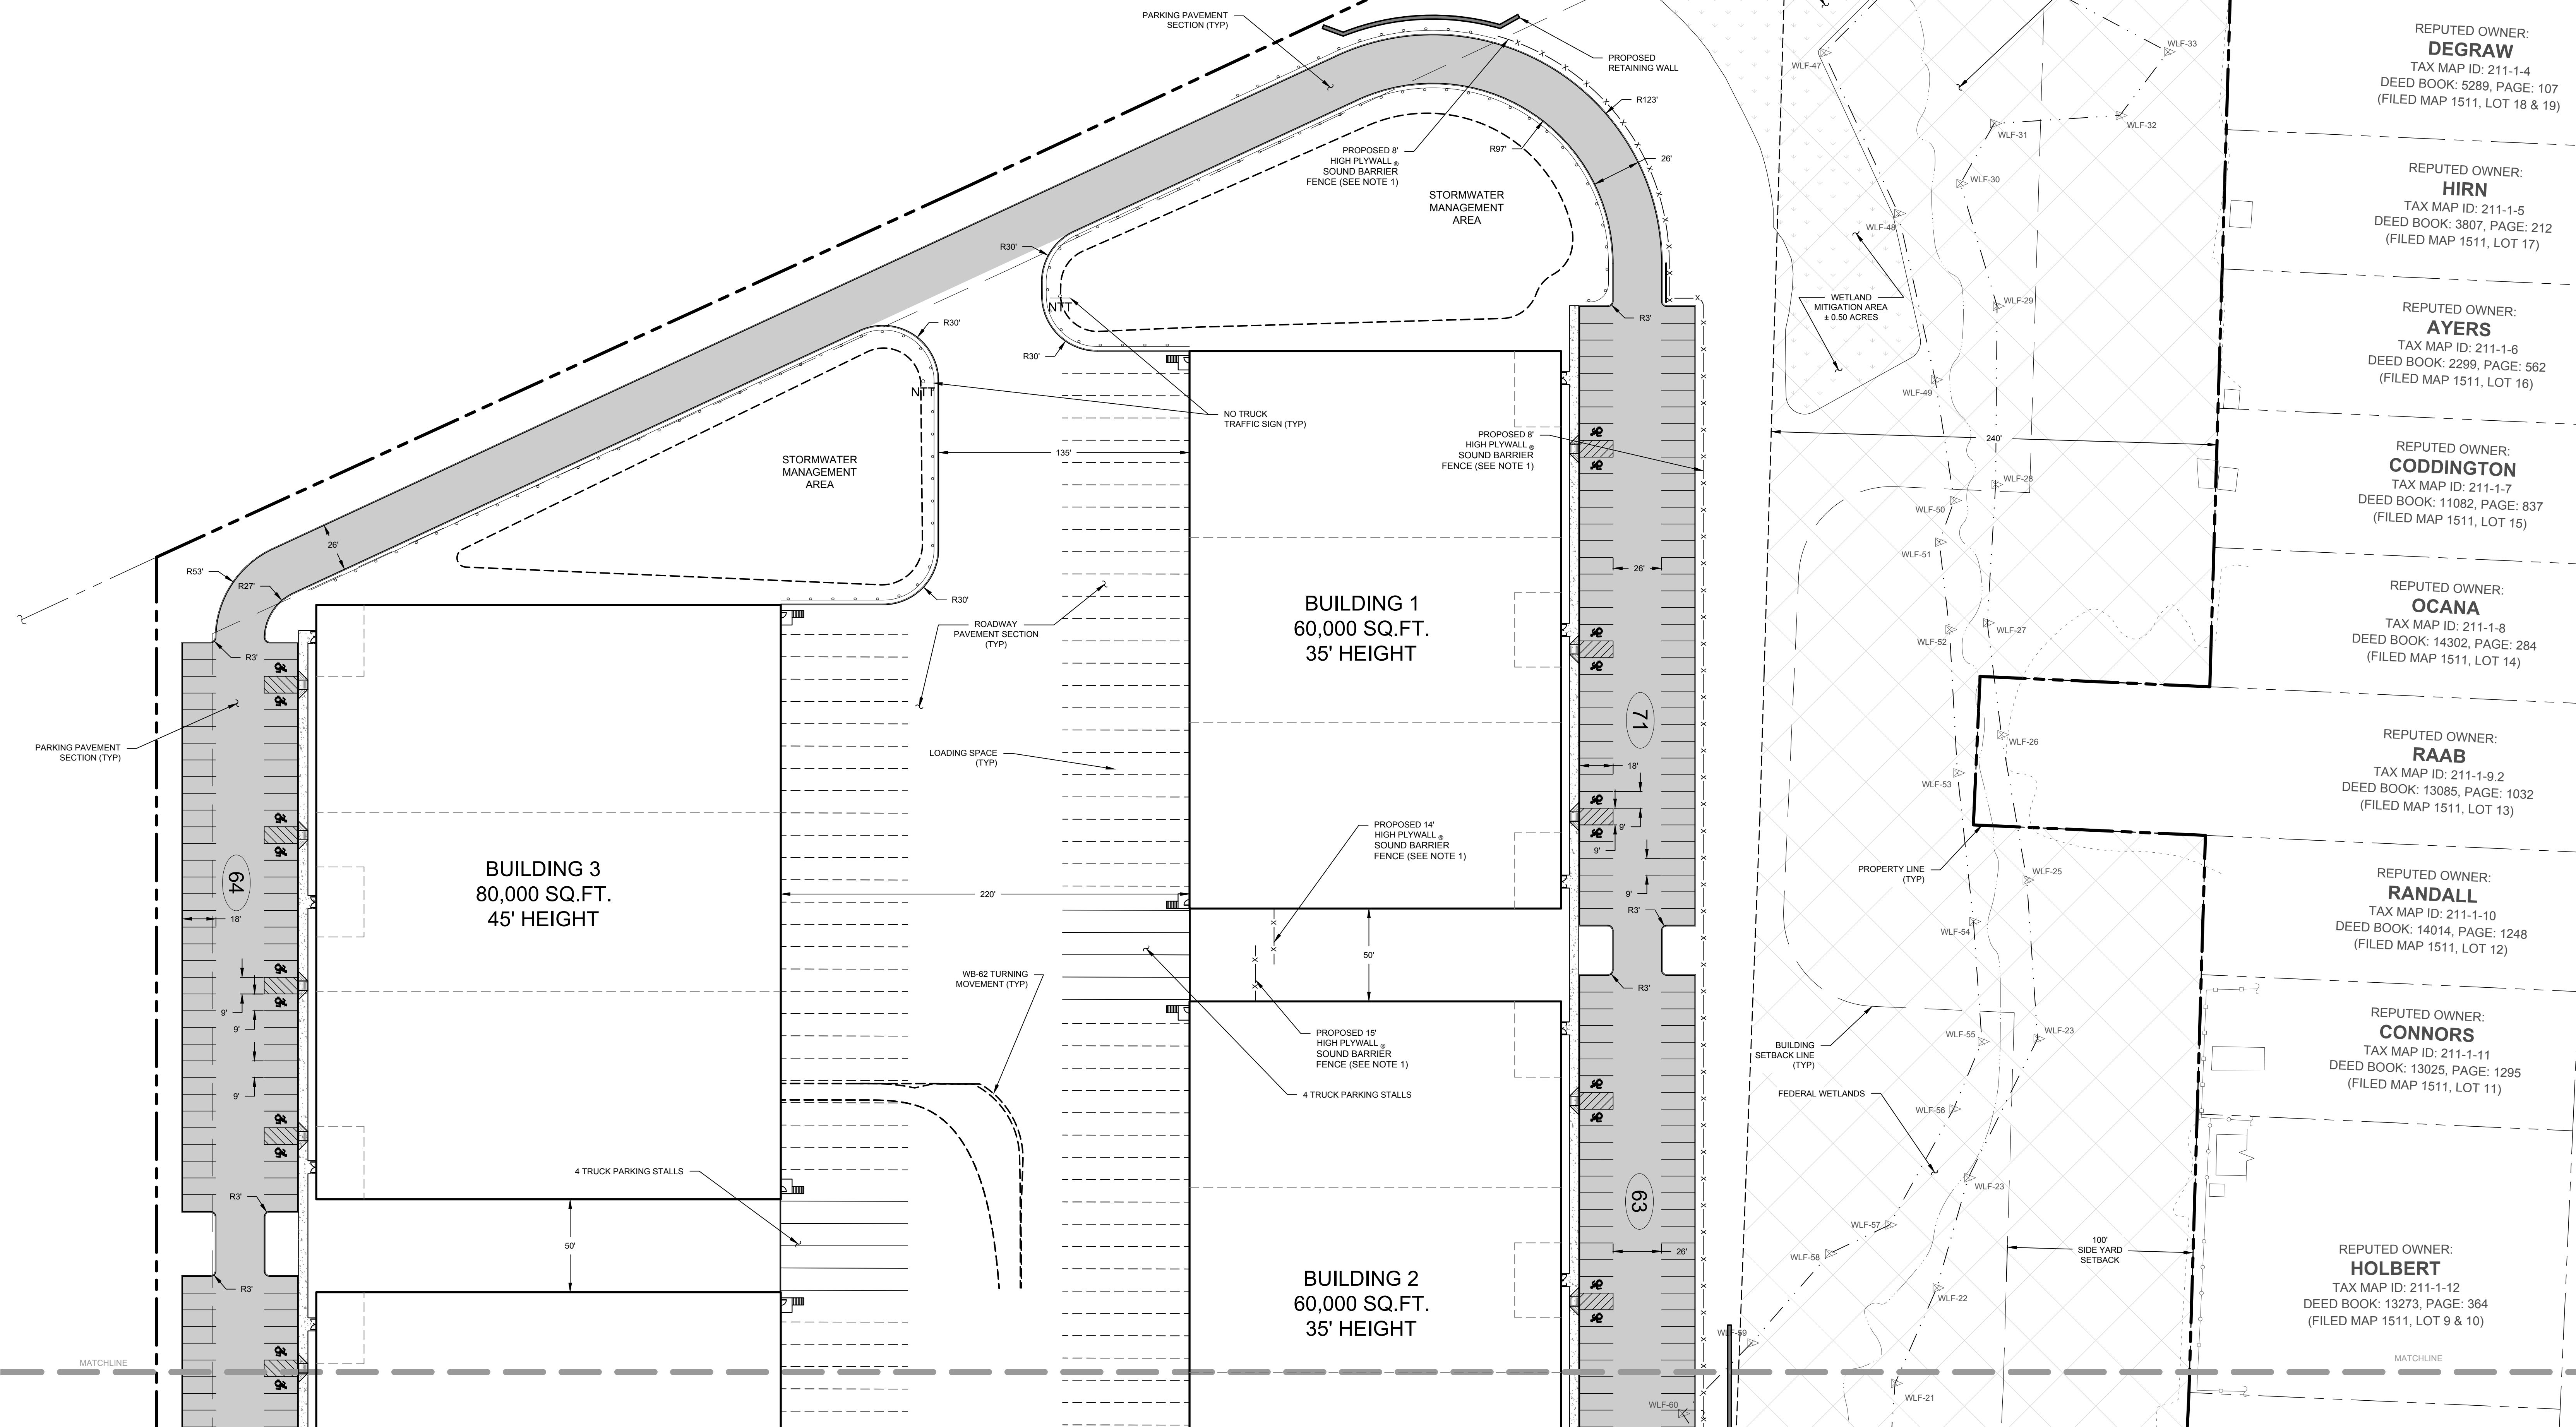 PARKING PAVEMENT
SECTION (TYP)
PROPOSED
RETAINING WALL
R123'
R97'
26'
PROPOSED 8'
HIGH PLYWALL ®
SOUND BARRIER
FENCE (SEE NOTE 1)
STORMWATER
MANAGEMENT
AREA
R30'
NTT
R30'
R3'
R30'
NTT
NO TRUCK
TRAFFIC SIGN (TYP)
STORMWATER
MANAGEMENT
AREA
135'
R30'
PROPOSED 8'
HIGH PLYWALL ®
SOUND BARRIER
FENCE (SEE NOTE 1)
26'
R53'
R27'
R3'
PARKING PAVEMENT
SECTION (TYP)
ROADWAY
PAVEMENT SECTION
(TYP)
LOADING SPACE
(TYP)
BUILDING 1
60,000 SQ.FT.
35' HEIGHT
26'
71
18'
9'
9'
9'
R3'
R3'
BUILDING 3
80,000 SQ.FT.
45' HEIGHT
64
18'
9'
9'
9'
R3'
R3'
220'
PROPOSED 14'
HIGH PLYWALL ®
SOUND BARRIER
FENCE (SEE NOTE 1)
50'
WB-62 TURNING
MOVEMENT (TYP)
PROPOSED 15'
HIGH PLYWALL ®
SOUND BARRIER
FENCE (SEE NOTE 1)
4 TRUCK PARKING STALLS
4 TRUCK PARKING STALLS
50'
BUILDING 2
60,000 SQ.FT.
35' HEIGHT
63
26'
MATCHLINE
WLF-47
WLF-33
WLF-32
WLF-31
WLF-30
WLF-48
WLF-29
WETLAND
MITIGATION AREA
± 0.50 ACRES
WLF-49
240'
WLF-28
WLF-50
WLF-51
WLF-52
WLF-27
WLF-26
WLF-53
PROPERTY LINE
(TYP)
WLF-25
WLF-54
WLF-55
WLF-23
BUILDING
SETBACK LINE
(TYP)
FEDERAL WETLANDS
WLF-56
WLF-23
WLF-57
WLF-58
100'
SIDE YARD
SETBACK
WLF-22
WLF-59
WLF-21
WLF-60
REPUTED OWNER:
DEGRAW
TAX MAP ID: 211-1-4
DEED BOOK: 5289, PAGE: 107
(FILED MAP 1511, LOT 18 & 19)
REPUTED OWNER:
HIRN
TAX MAP ID: 211-1-5
DEED BOOK: 3807, PAGE: 212
(FILED MAP 1511, LOT 17)
REPUTED OWNER:
AYERS
TAX MAP ID: 211-1-6
DEED BOOK: 2299, PAGE: 562
(FILED MAP 1511, LOT 16)
REPUTED OWNER:
CODDINGTON
TAX MAP ID: 211-1-7
DEED BOOK: 11082, PAGE: 837
(FILED MAP 1511, LOT 15)
REPUTED OWNER:
OCANA
TAX MAP ID: 211-1-8
DEED BOOK: 14302, PAGE: 284
(FILED MAP 1511, LOT 14)
REPUTED OWNER:
RAAB
TAX MAP ID: 211-1-9.2
DEED BOOK: 13085, PAGE: 1032
(FILED MAP 1511, LOT 13)
REPUTED OWNER:
RANDALL
TAX MAP ID: 211-1-10
DEED BOOK: 14014, PAGE: 1248
(FILED MAP 1511, LOT 12)
REPUTED OWNER:
CONNORS
TAX MAP ID: 211-1-11
DEED BOOK: 13025, PAGE: 1295
(FILED MAP 1511, LOT 11)
REPUTED OWNER:
HOLBERT
TAX MAP ID: 211-1-12
DEED BOOK: 13273, PAGE: 364
(FILED MAP 1511, LOT 9 & 10)
MATCHLINE